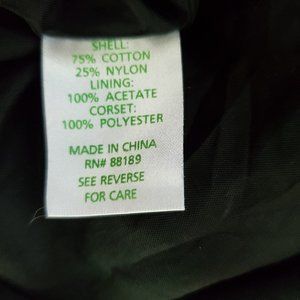 SHELL:
75% COTTON
25% NYLON
LINING:
100% ACETATE
CORSET:
100% POLYESTER
MADE IN CHINA
RN# 88189
SEE REVERSE
FOR CARE